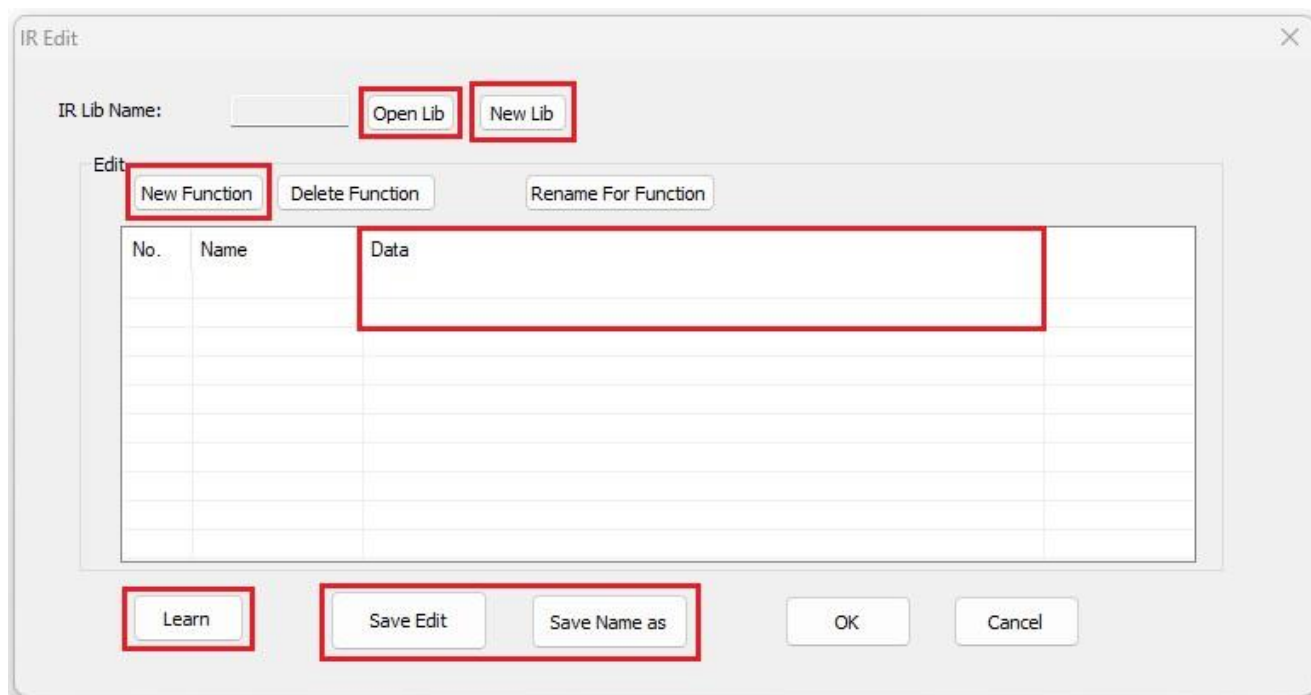 IR Edit
IR Lib Name: Open Lib New Lib
Edit
New Function Delete Function Rename For Function
No. Name Data
Learn Save Edit Save Name as OK Cancel